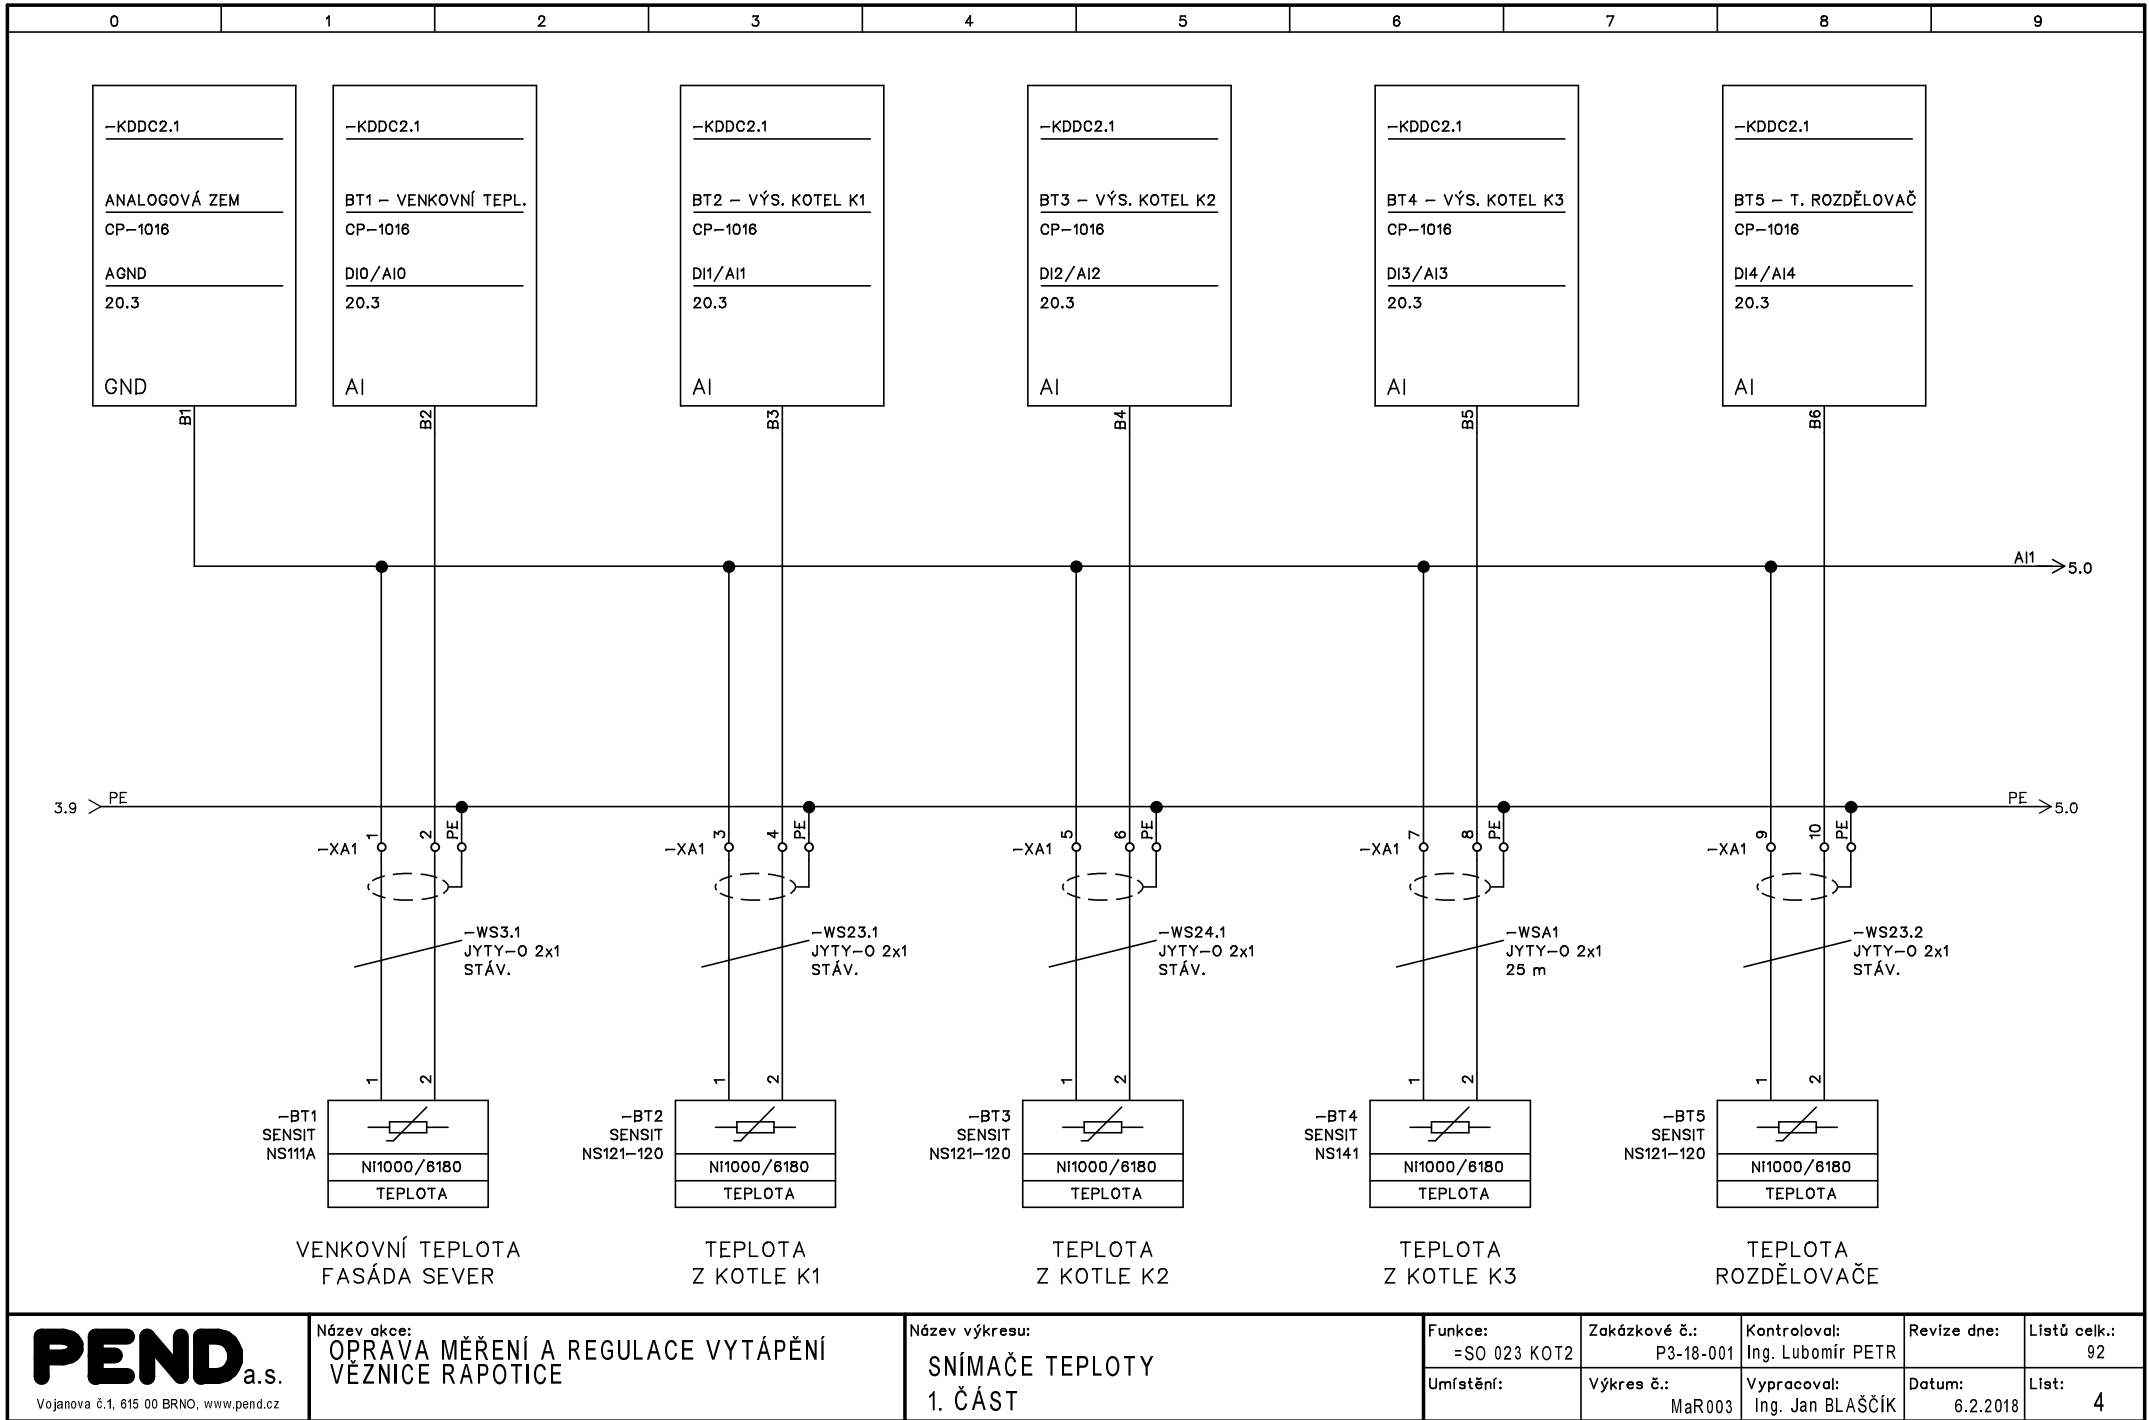 0 1 2 3 4 5 6 7 8 9
-KDDC2.1
ANALOGOVÁ ZEM
CP-1016
AGND
20.3
GND
B1
-KDDC2.1
BT1 - VENKOVNÍ TEPL.
CP-1016
DI0/AI0
20.3
AI
B2
-KDDC2.1
BT2 - VÝS. KOTEL K1
CP-1016
DI1/AI1
20.3
AI
B3
-KDDC2.1
BT3 - VÝS. KOTEL K2
CP-1016
DI2/AI2
20.3
AI
B4
-KDDC2.1
BT4 - VÝS. KOTEL K3
CP-1016
DI3/AI3
20.3
AI
B5
-KDDC2.1
BT5 - T. ROZDĚLOVAČ
CP-1016
DI4/AI4
20.3
AI
B6
AI1 5.0
3.9 PE
PE 5.0
-XA1 1 2 PE
-XA1 3 4 PE
-XA1 5 6 PE
-XA1 7 8 PE
-XA1 9 10 PE
-WS3.1
JYTY-O 2x1
STÁV.
-WS23.1
JYTY-O 2x1
STÁV.
-WS24.1
JYTY-O 2x1
STÁV.
-WSA1
JYTY-O 2x1
25 m
-WS23.2
JYTY-O 2x1
STÁV.
1 2
-BT1
SENSIT
NS111A
Ni1000/6180
TEPLOTA
VENKOVNÍ TEPLOTA
FASÁDA SEVER
1 2
-BT2
SENSIT
NS121-120
Ni1000/6180
TEPLOTA
TEPLOTA
Z KOTLE K1
1 2
-BT3
SENSIT
NS121-120
Ni1000/6180
TEPLOTA
TEPLOTA
Z KOTLE K2
1 2
-BT4
SENSIT
NS141
Ni1000/6180
TEPLOTA
TEPLOTA
Z KOTLE K3
1 2
-BT5
SENSIT
NS121-120
Ni1000/6180
TEPLOTA
TEPLOTA
ROZDĚLOVAČE
PEND a.s.
Vojanova č.1, 615 00 BRNO, www.pend.cz
Název akce:
OPRAVA MĚŘENÍ A REGULACE VYTÁPĚNÍ
VĚZNICE RAPOTICE
Název výkresu:
SNÍMAČE TEPLOTY
1. ČÁST
Funkce:
=SO 023 KOT2
Umístění:
Zakázkové č.:
P3-18-001
Výkres č.:
MaR003
Kontroloval:
Ing. Lubomír PETR
Vypracoval:
Ing. Jan BLAŠČÍK
Revize dne:
Datum:
6.2.2018
Listů celk.:
92
List:
4